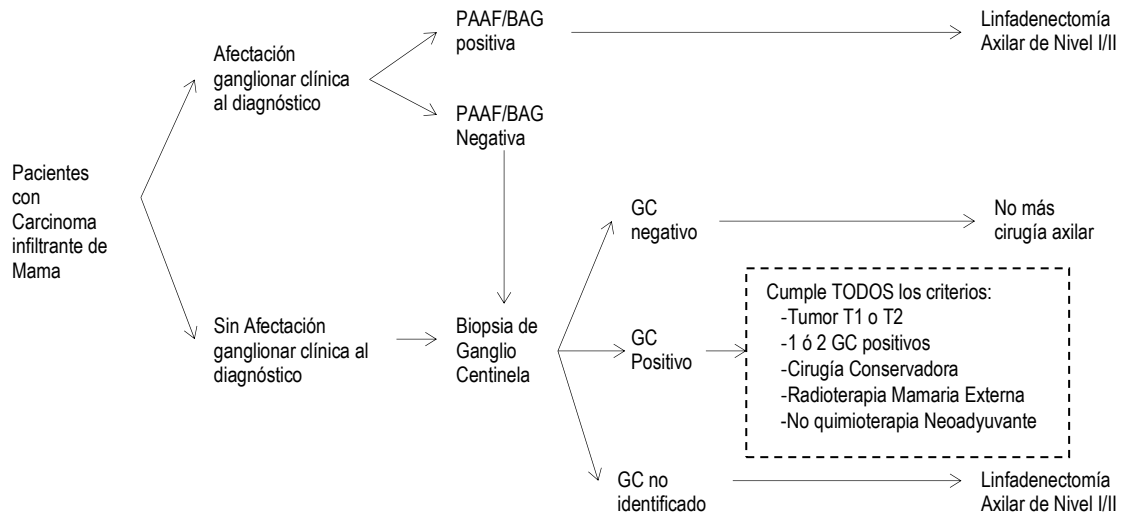 Pacientes
con
Carcinoma
infiltrante de
Mama
Afectación
ganglionar clínica
al diagnóstico
PAAF/BAG
positiva
Linfadenectomía
Axilar de Nivel I/II
PAAF/BAG
Negativa
Sin Afectación
ganglionar clínica al
diagnóstico
Biopsia de
Ganglio
Centinela
GC
negativo
No más
cirugía axilar
GC
Positivo
Cumple TODOS los criterios:
-Tumor T1 o T2
-1 ó 2 GC positivos
-Cirugía Conservadora
-Radioterapia Mamaria Externa
-No quimioterapia Neoadyuvante
GC no
identificado
Linfadenectomía
Axilar de Nivel I/II